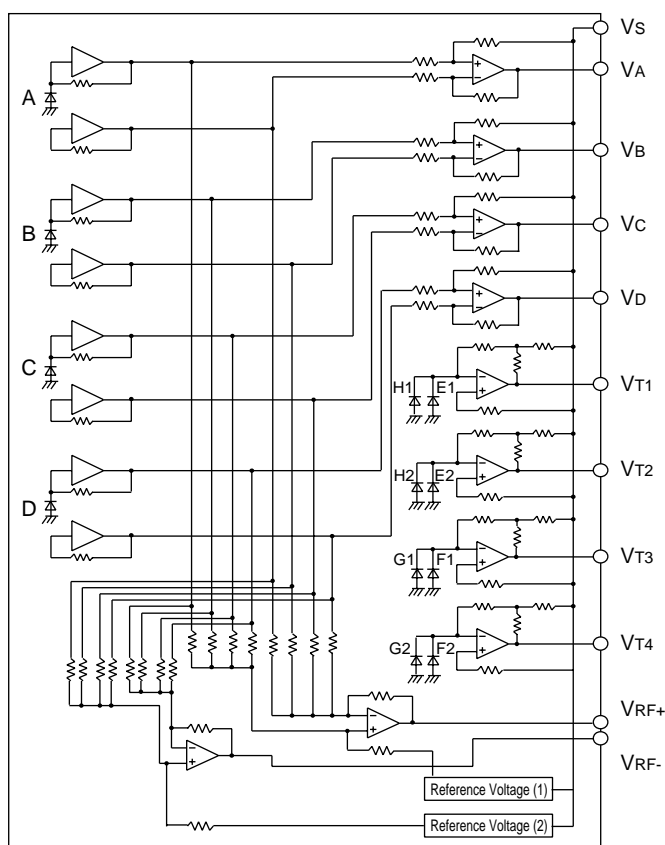 VS
A
VA
VB
B
VC
VD
C
H1 E1
VT1
D
H2 E2
VT2
G1 F1
VT3
G2 F2
VT4
VRF+
VRF-
Reference Voltage (1)
Reference Voltage (2)